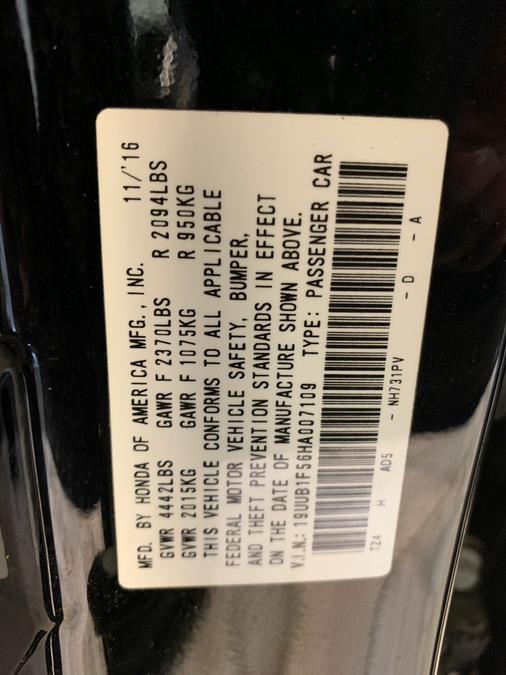 MFD. BY HONDA OF AMERICA MFG., INC. 11/'16
GVWR 4442LBS GAWR F 2370LBS R 2094LBS
GVWR 2015KG GAWR F 1075KG R 950KG
THIS VEHICLE CONFORMS TO ALL APPLICABLE
FEDERAL MOTOR VEHICLE SAFETY, BUMPER,
AND THEFT PREVENTION STANDARDS IN EFFECT
ON THE DATE OF MANUFACTURE SHOWN ABOVE.
V.I.N.: 19UUB1F56HA007109 TYPE: PASSENGER CAR
TZ4 H AD5 - NH731PV - D - A